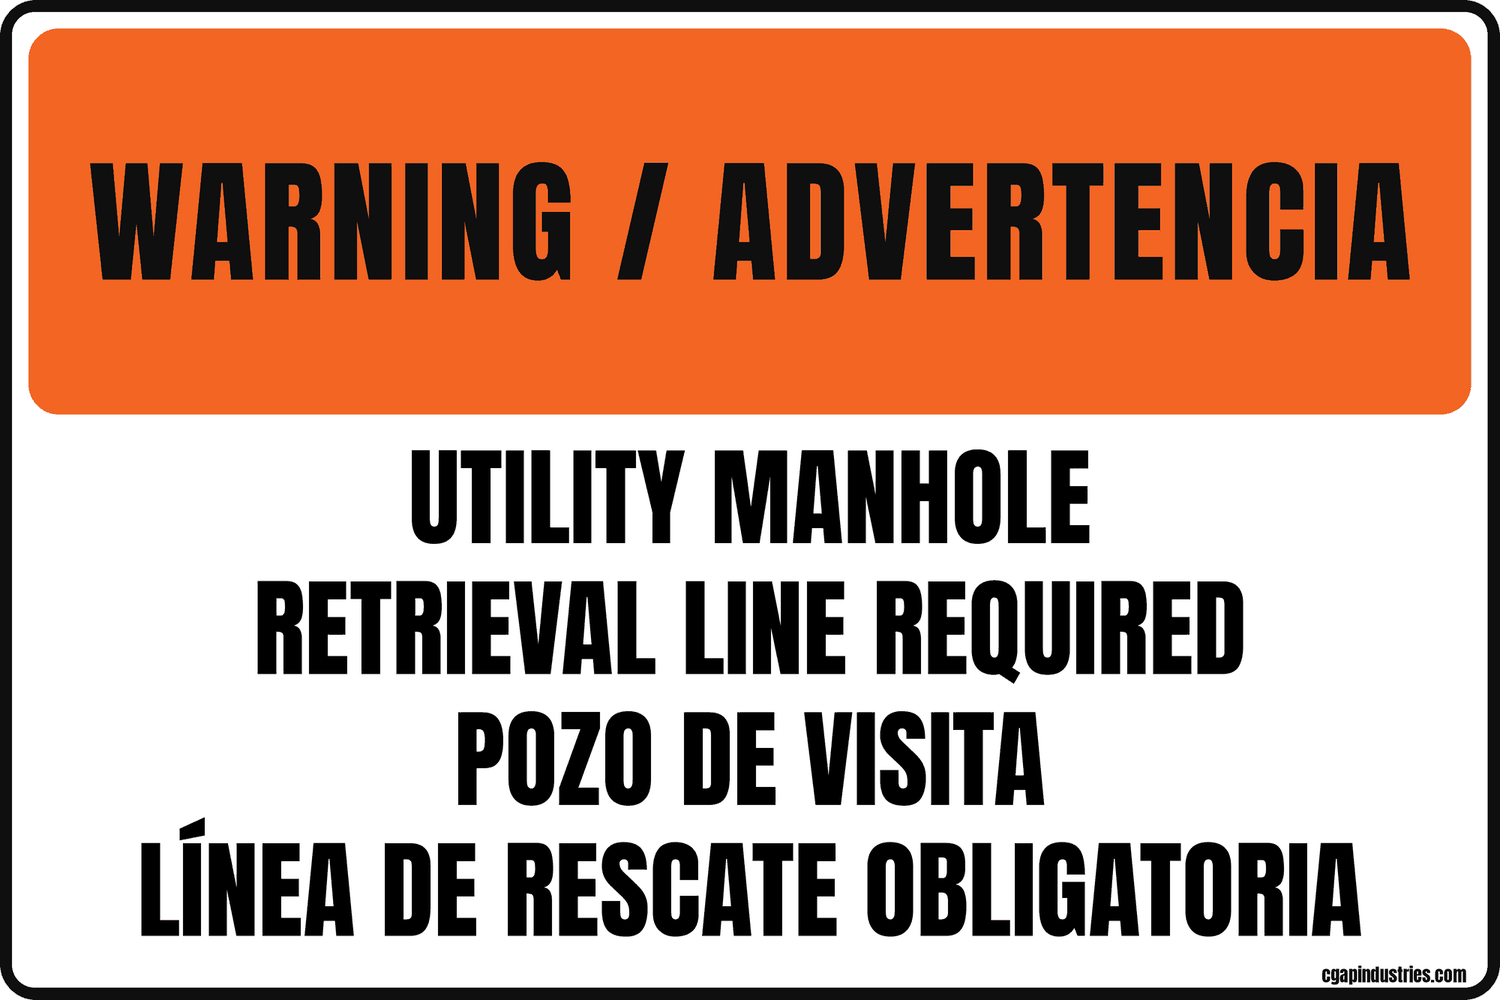 WARNING / ADVERTENCIA
UTILITY MANHOLE
RETRIEVAL LINE REQUIRED
POZO DE VISITA
LÍNEA DE RESCATE OBLIGATORIA
cgapindustries.com